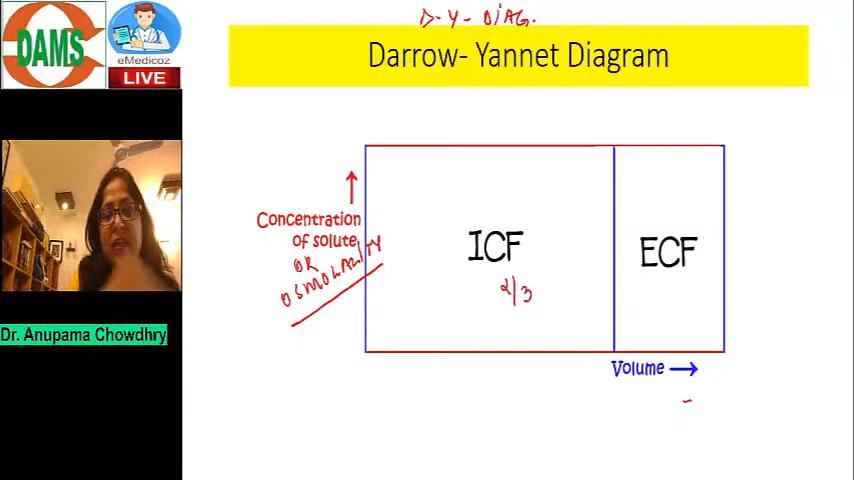 DAMS
eMedicoz
LIVE
D-Y-DIAG.
Darrow- Yannet Diagram
Concentration
of solute
OR
OSMOLALITY
ICF
2/3
ECF
Volume
Dr. Anupama Chowdhry